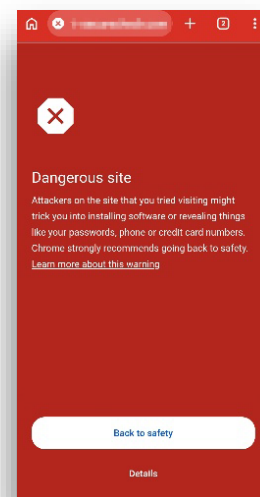 2
Dangerous site
Attackers on the site that you tried visiting might
trick you into installing software or revealing things
like your passwords, phone or credit card numbers.
Chrome strongly recommends going back to safety.
Learn more about this warning
Back to safety
Details